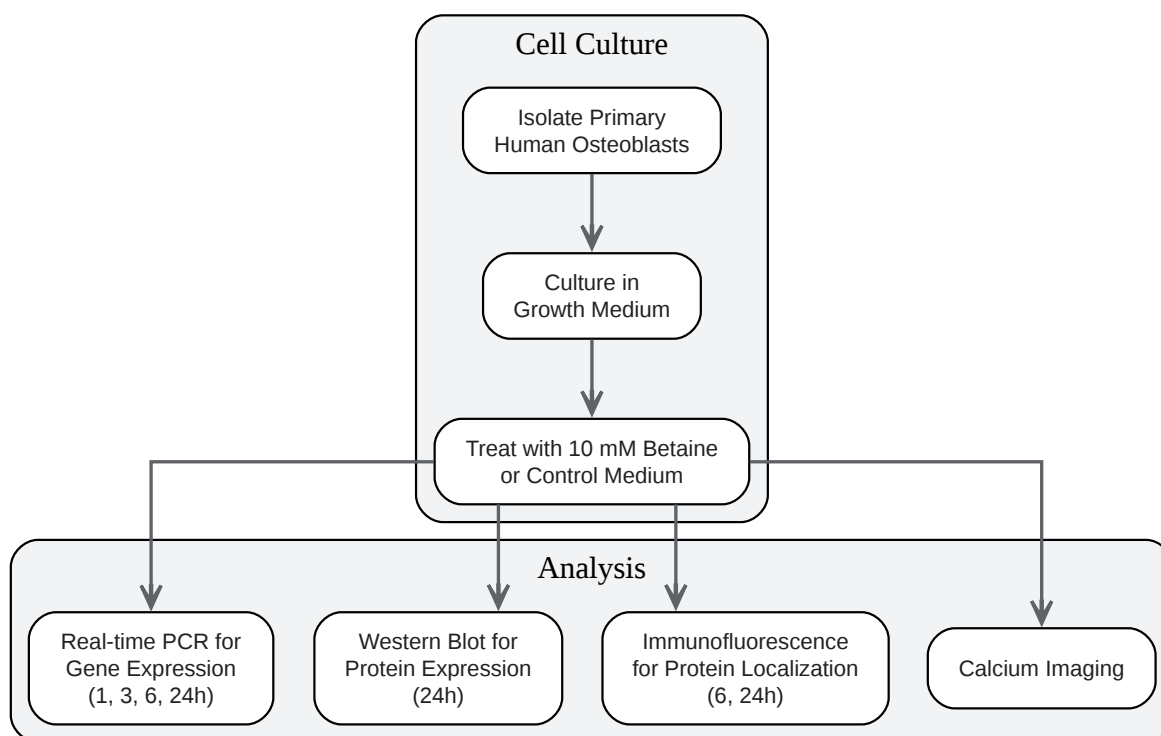 Cell Culture
Isolate Primary
Human Osteoblasts
Culture in
Growth Medium
Treat with 10 mM Betaine
or Control Medium
Analysis
Real-time PCR for
Gene Expression
(1, 3, 6, 24h)
Western Blot for
Protein Expression
(24h)
Immunofluorescence
for Protein Localization
(6, 24h)
Calcium Imaging